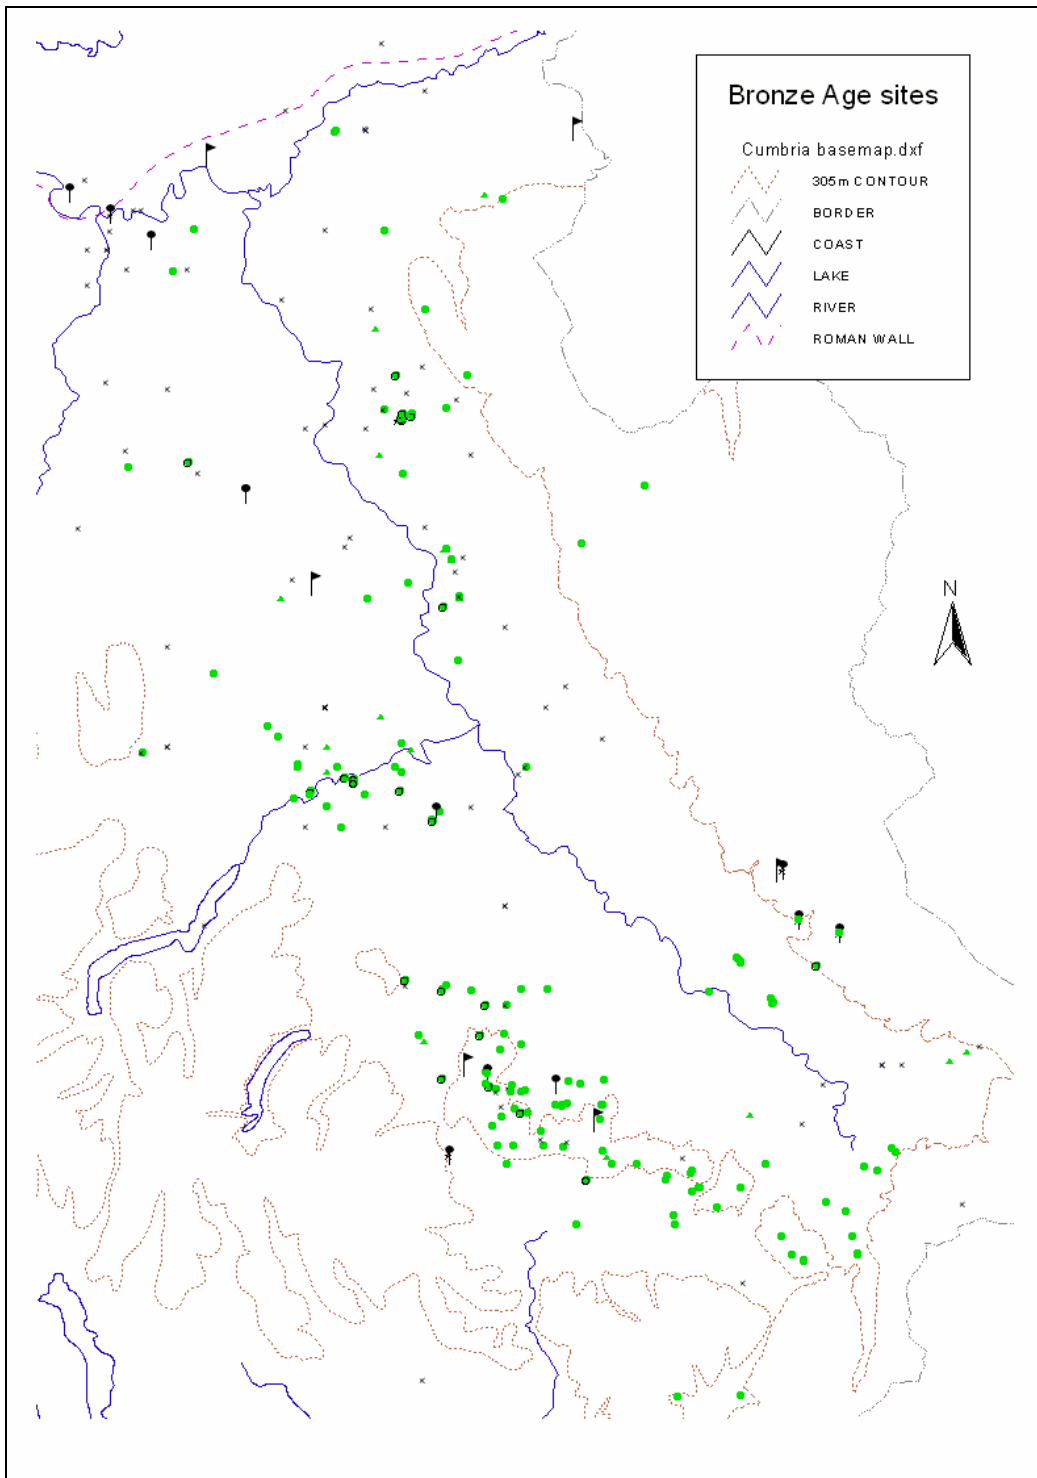 Bronze Age sites
Cumbria basemap.dxf
305m CONTOUR
BORDER
COAST
LAKE
RIVER
ROMAN WALL
N